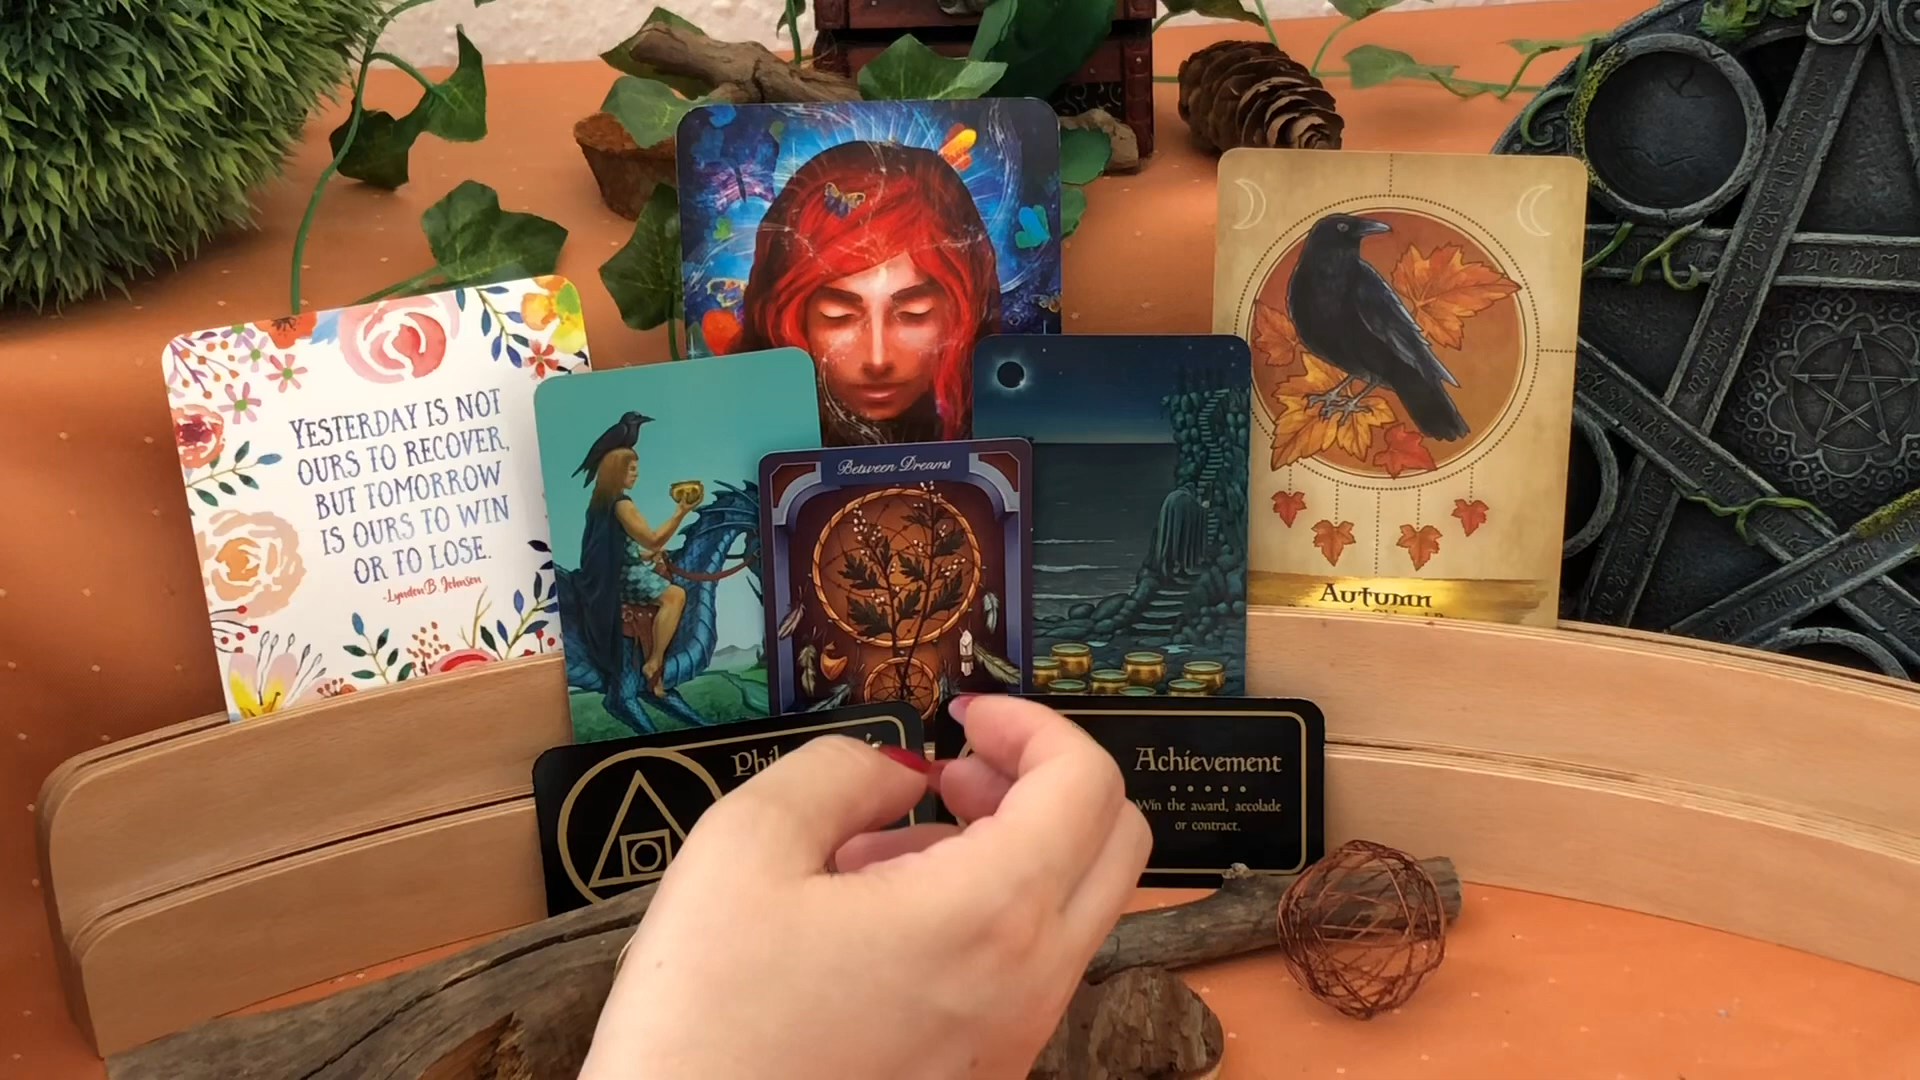 YESTERDAY IS NOT
OURS TO RECOVER,
BUT TOMORROW
IS OURS TO WIN
OR TO LOSE.
-Lyndon B. Johnson
Between Dreams
Autumn
Achievement
Win the award, accolade
or contract.